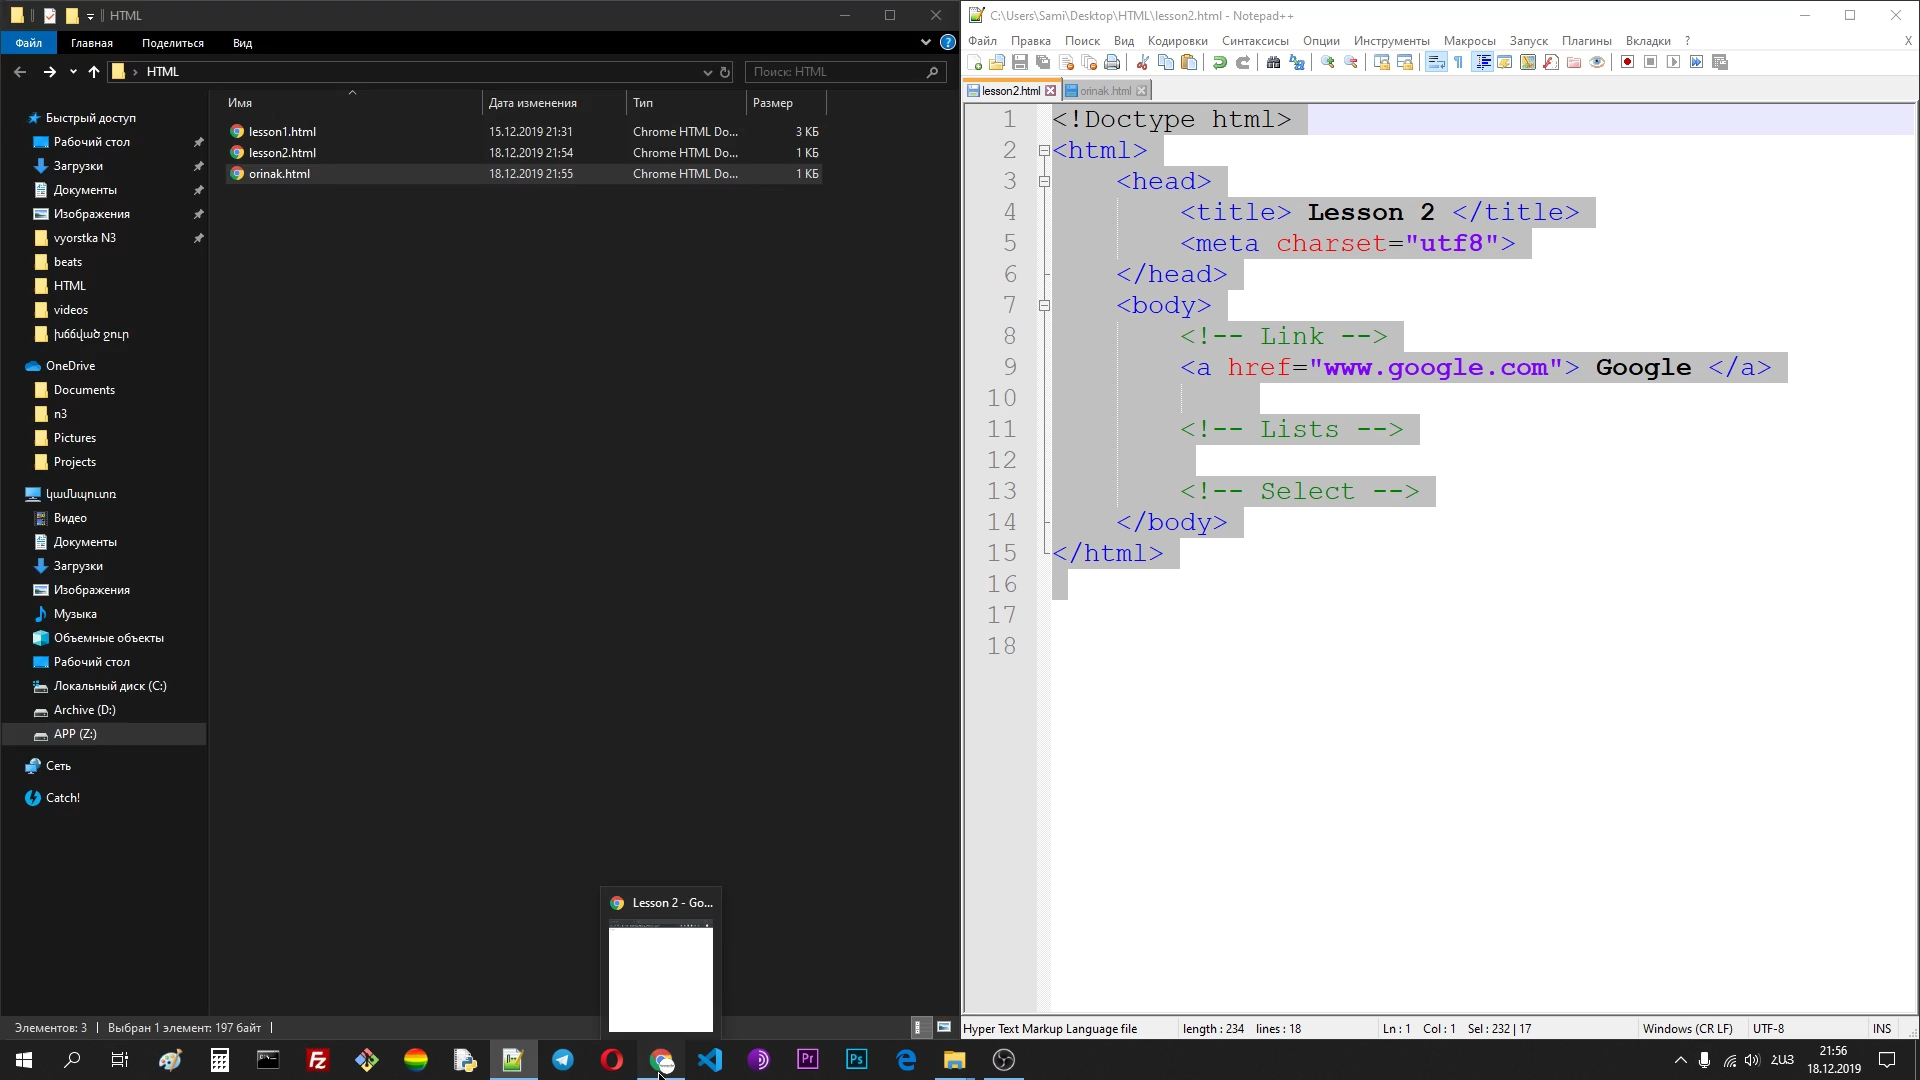 HTML
Файл Главная Поделиться Вид
HTML
Поиск: HTML
Имя Дата изменения Тип Размер
lesson1.html 15.12.2019 21:31 Chrome HTML Do... 3 КБ
lesson2.html 18.12.2019 21:54 Chrome HTML Do... 1 КБ
orinak.html 18.12.2019 21:55 Chrome HTML Do... 1 КБ
Быстрый доступ
Рабочий стол
Загрузки
Документы
Изображения
vyorstka N3
beats
HTML
videos
խճճված շուր
OneDrive
Documents
n3
Pictures
Projects
Видео
Документы
Загрузки
Изображения
Музыка
Объемные объекты
Рабочий стол
Локальный диск (C:)
Archive (D:)
APP (Z:)
Сеть
Catch!
Элементов: 3 Выбран 1 элемент: 197 байт
Lesson 2 - Go...
C:\Users\Sami\Desktop\HTML\lesson2.html - Notepad++
Файл Правка Поиск Вид Кодировки Синтаксисы Опции Инструменты Макросы Запуск Плагины Вкладки ? X
lesson2.html orinak.html
1 <!Doctype html>
2 <html>
3 <head>
4 <title> Lesson 2 </title>
5 <meta charset="utf8">
6 </head>
7 <body>
8 <!-- Link -->
9 <a href="www.google.com"> Google </a>
10
11 <!-- Lists -->
12
13 <!-- Select -->
14 </body>
15 </html>
16
17
18
Hyper Text Markup Language file length : 234 lines : 18 Ln : 1 Col : 1 Sel : 232 | 17 Windows (CR LF) UTF-8 INS
Pr Ps
ՀԱՅ
21:56
18.12.2019